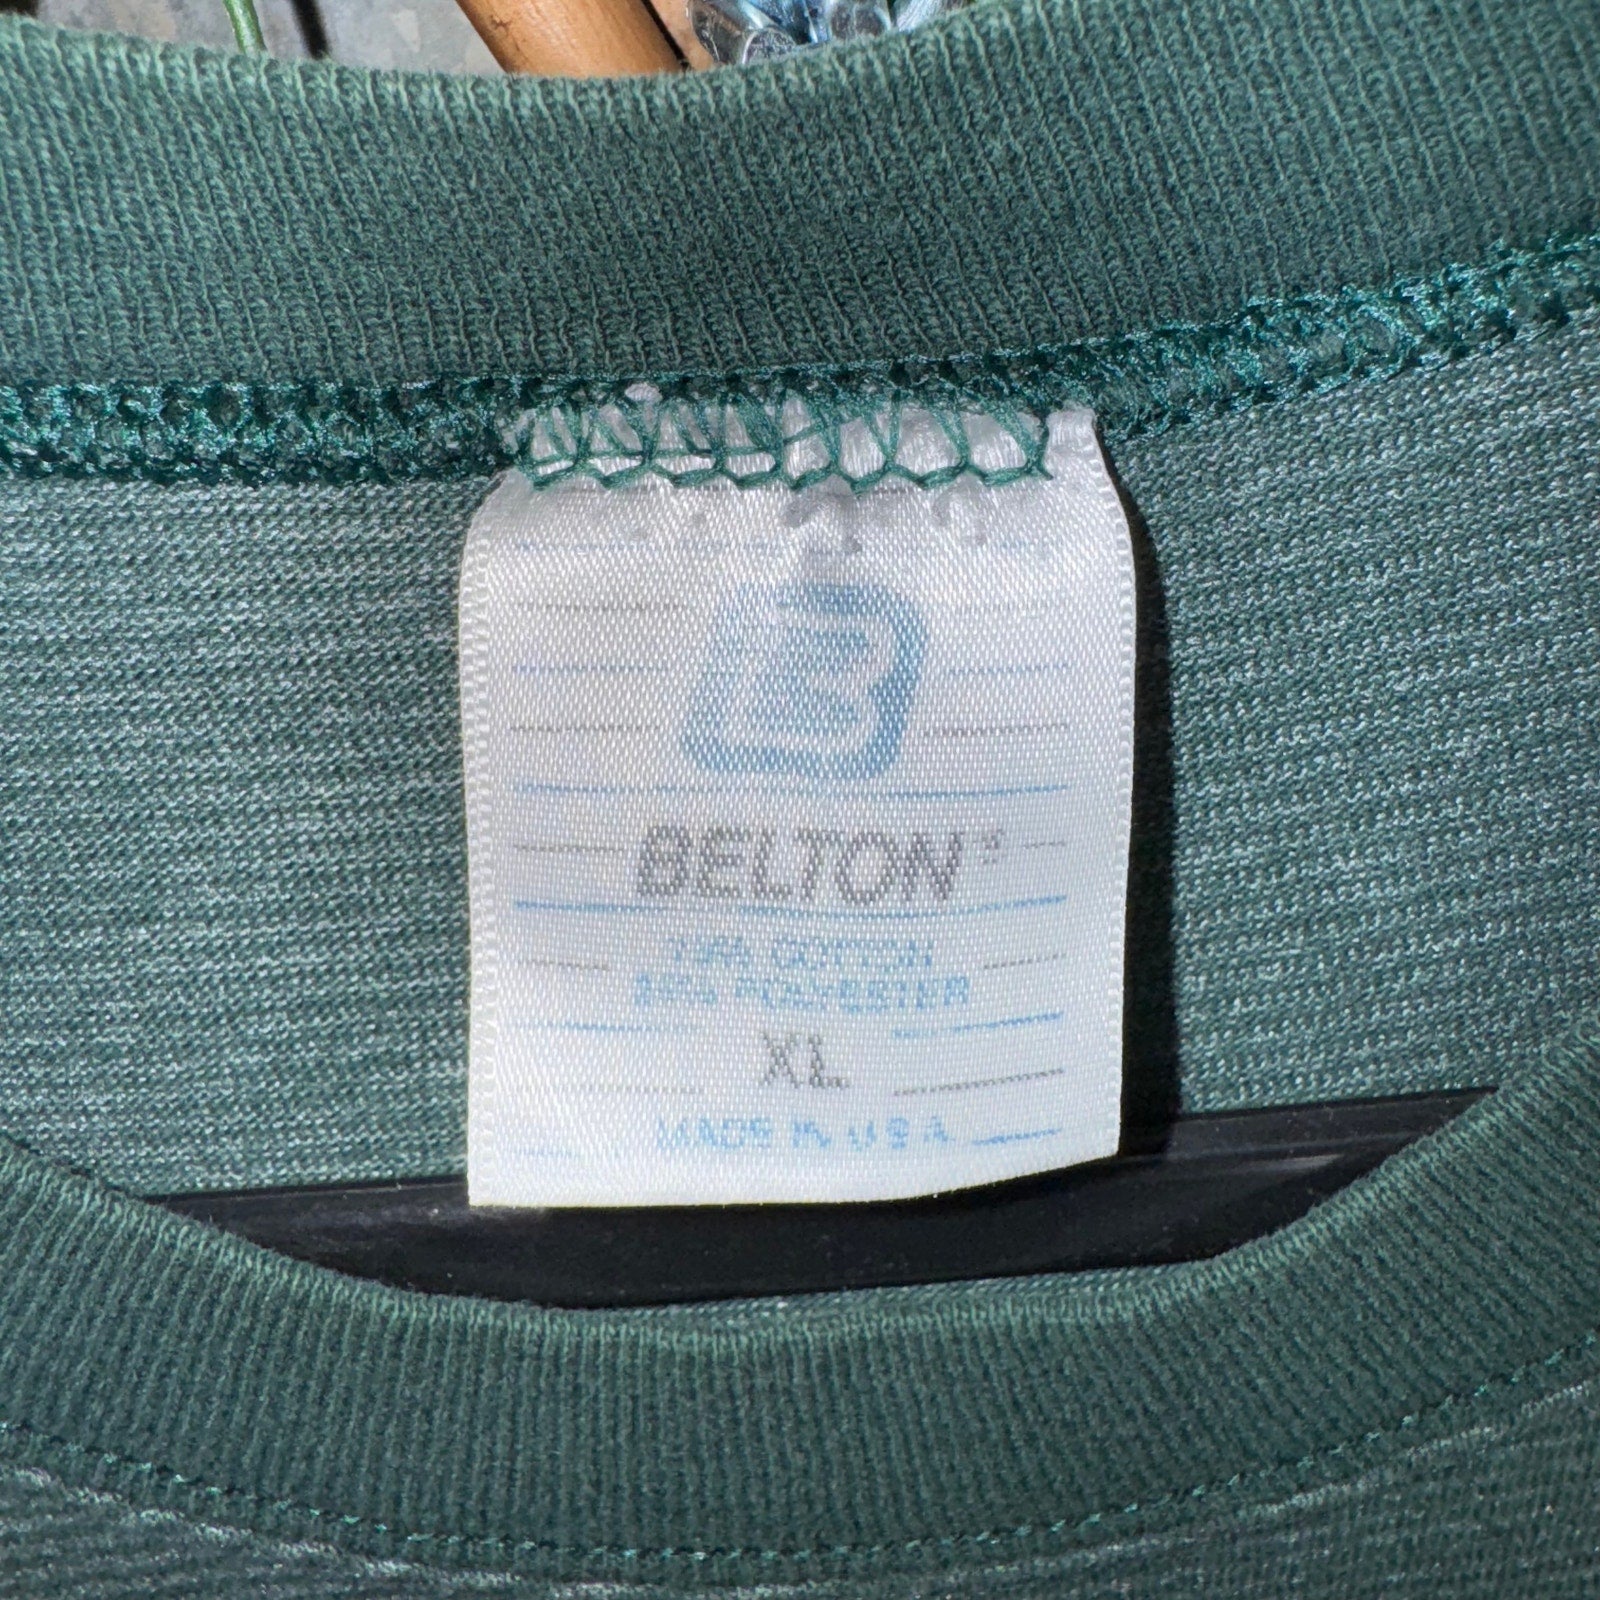 BELTON
COTTON
POLYESTER
XL
MADE IN U S A